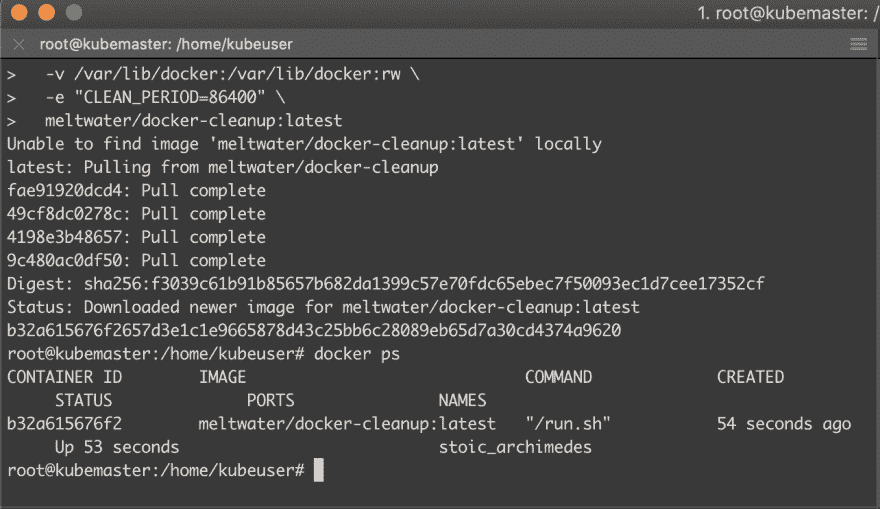 1. root@kubemaster: /
root@kubemaster: /home/kubeuser
>   -v /var/lib/docker:/var/lib/docker:rw \
>   -e "CLEAN_PERIOD=86400" \
>   meltwater/docker-cleanup:latest
Unable to find image 'meltwater/docker-cleanup:latest' locally
latest: Pulling from meltwater/docker-cleanup
fae91920dcd4: Pull complete
49cf8dc0278c: Pull complete
4198e3b48657: Pull complete
9c480ac0df50: Pull complete
Digest: sha256:f3039c61b91b85657b682da1399c57e70fdc65ebec7f50093ec1d7cee17352cf
Status: Downloaded newer image for meltwater/docker-cleanup:latest
b32a615676f2657d3e1c1e9665878d43c25bb6c28089eb65d7a30cd4374a9620
root@kubemaster:/home/kubeuser# docker ps
CONTAINER ID        IMAGE                             COMMAND             CREATED
     STATUS              PORTS               NAMES
b32a615676f2        meltwater/docker-cleanup:latest   "/run.sh"           54 seconds ago
     Up 53 seconds                           stoic_archimedes
root@kubemaster:/home/kubeuser#